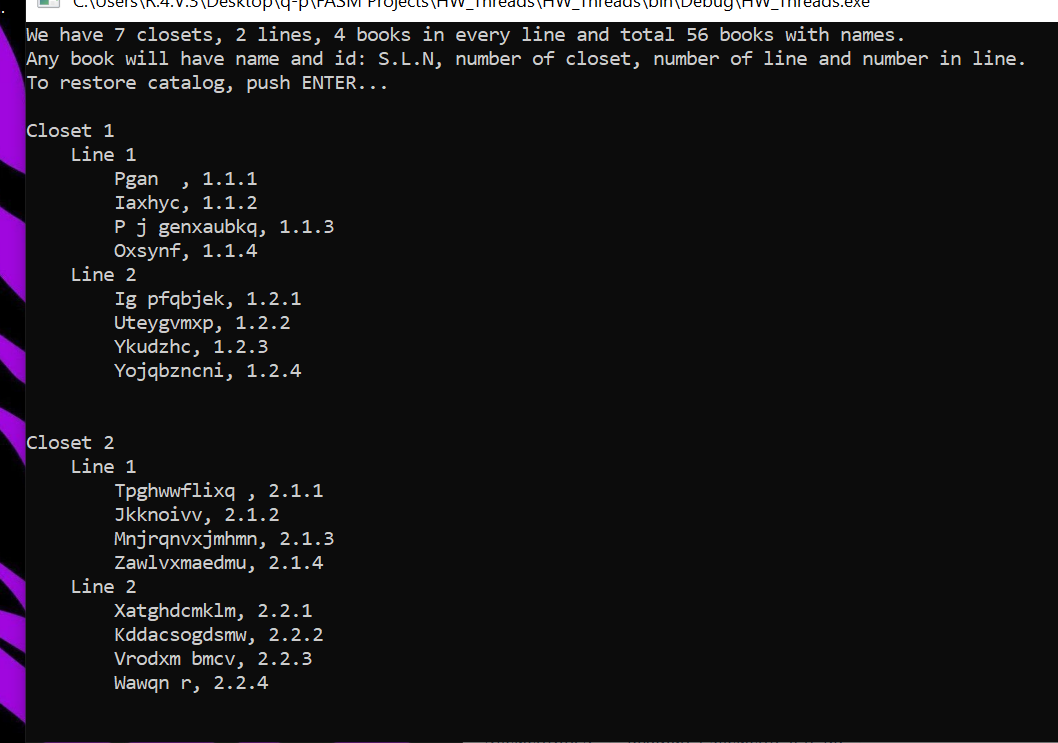 C:\Users\R.4.V.3\Desktop\q-p\FASM Projects\HW_Threads\HW_Threads\bin\Debug\HW_Threads.exe
We have 7 closets, 2 lines, 4 books in every line and total 56 books with names.
Any book will have name and id: S.L.N, number of closet, number of line and number in line.
To restore catalog, push ENTER...
Closet 1
Line 1
Pgan  , 1.1.1
Iaxhyc, 1.1.2
P j genxaubkq, 1.1.3
Oxsynf, 1.1.4
Line 2
Ig pfqbjek, 1.2.1
Uteygvmxp, 1.2.2
Ykudzhc, 1.2.3
Yojqbzncni, 1.2.4
Closet 2
Line 1
Tpghwwflixq , 2.1.1
Jkknoivv, 2.1.2
Mnjrqnvxjmhmn, 2.1.3
Zawlvxmaedmu, 2.1.4
Line 2
Xatghdcmklm, 2.2.1
Kddacsogdsmw, 2.2.2
Vrodxm bmcv, 2.2.3
Wawqn r, 2.2.4